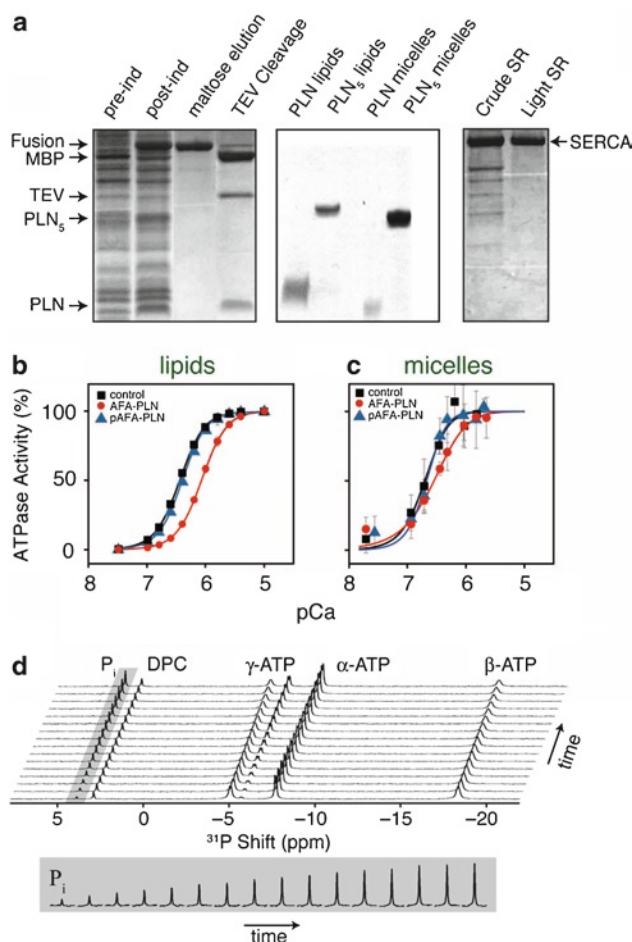 a
pre-ind
post-ind
maltose elution
TEV Cleavage
PLN lipids
PLN₅ lipids
PLN micelles
PLN₅ micelles
Crude SR
Light SR
Fusion
MBP
TEV
PLN₅
PLN
SERCA
b lipids
c micelles
control
AFA-PLN
pAFA-PLN
control
AFA-PLN
pAFA-PLN
ATPase Activity (%)
100
50
0
8 7 6 5
8 7 6 5 4
pCa
d
Pᵢ DPC γ-ATP α-ATP β-ATP
time
5 0 −5 −10 −15 −20
³¹P Shift (ppm)
Pᵢ
time